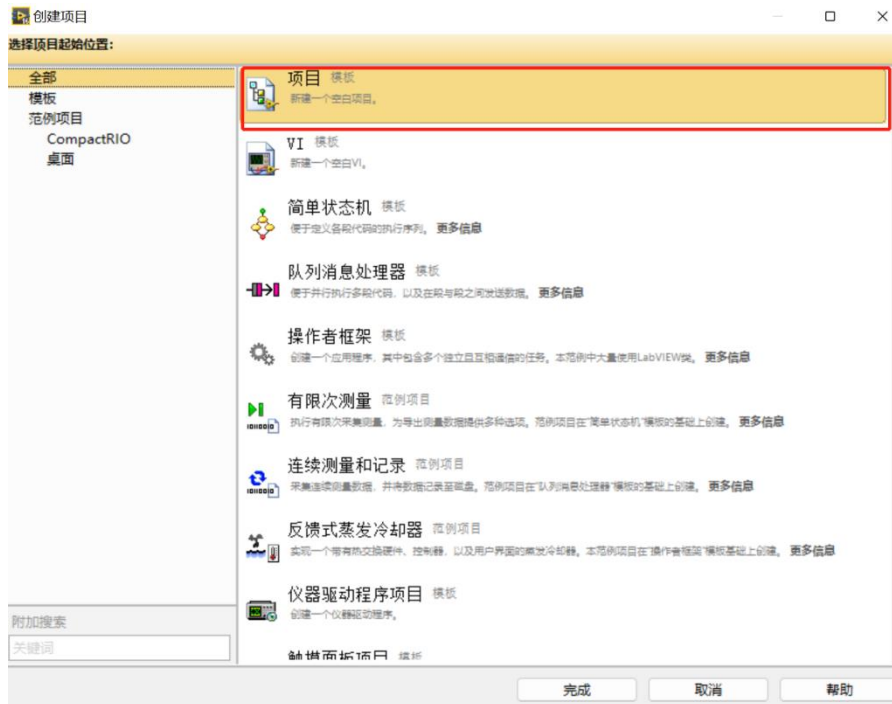 创建项目
选择项目起始位置：
全部
模板
范例项目
CompactRIO
桌面
项目 模板
新建一个空白项目。
VI 模板
新建一个空白VI。
简单状态机 模板
便于定义各段代码的执行序列。 更多信息
队列消息处理器 模板
便于并行执行多段代码，以及在段与段之间发送数据。 更多信息
操作者框架 模板
创建一个应用程序，其中包含多个独立且互相通信的任务。本范例中大量使用LabVIEW类。 更多信息
有限次测量 范例项目
执行有限次采集测量，为导出测量数据提供多种选项。范例项目在“简单状态机”模板的基础上创建。 更多信息
连续测量和记录 范例项目
采集连续测量数据，并将数据记录至磁盘。范例项目在“队列消息处理器”模板的基础上创建。 更多信息
反馈式蒸发冷却器 范例项目
实现一个带有热交换硬件、控制器，以及用户界面的蒸发冷却器。本范例项目在“操作者框架”模板基础上创建。 更多信息
仪器驱动程序项目 模板
创建一个仪器驱动程序。
触摸面板项目 模板
附加搜索
关键词
完成 取消 帮助